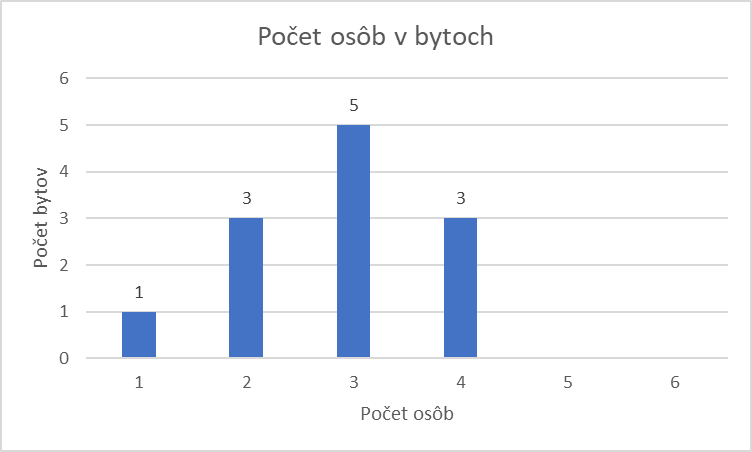 Počet osôb v bytoch
Počet bytov
6
5
4
3
2
1
0
1
3
5
3
1 2 3 4 5 6
Počet osôb